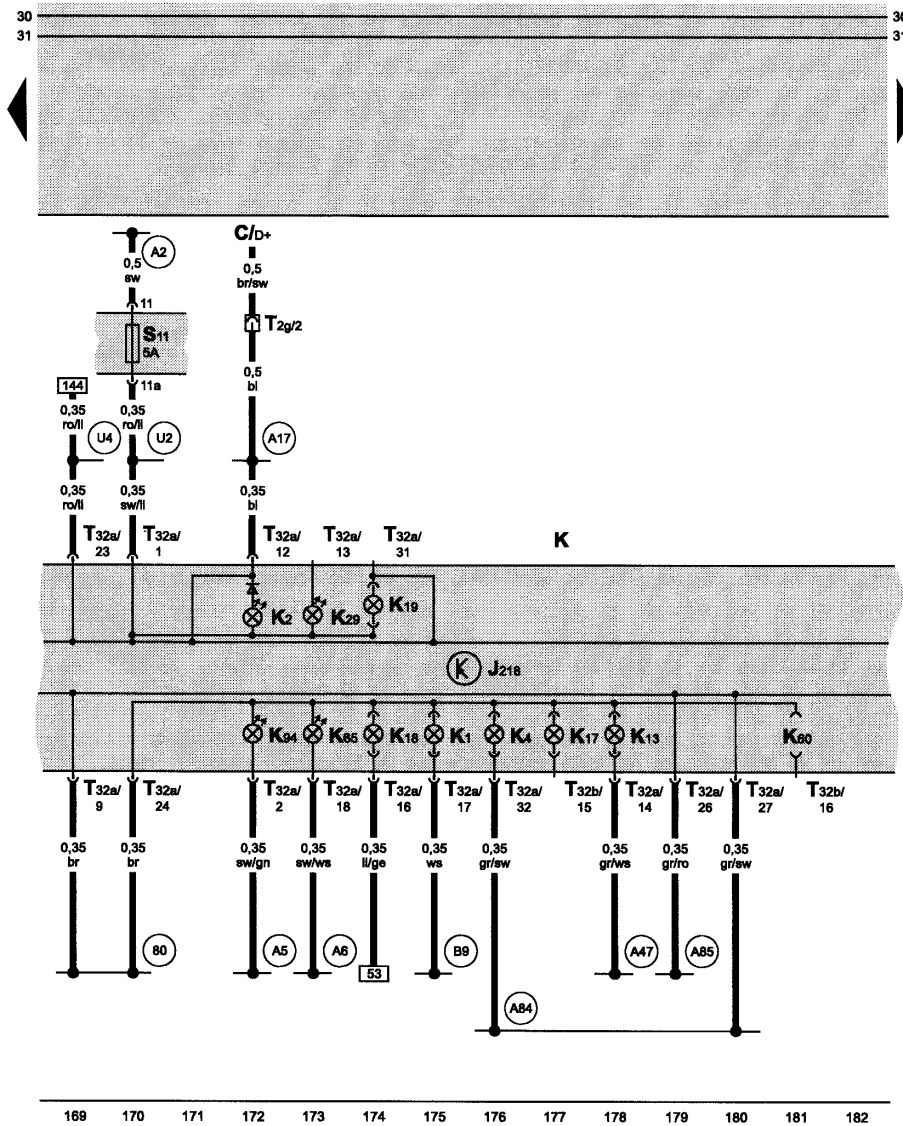 30 30
31 31
C/D+
A2
0,5
sw
0,5
br/sw
11
S11
5A
T2g/2
144
11a
0,5
bl
0,35
ro/li
0,35
ro/li
U4
U2
A17
0,35
ro/li
0,35
sw/li
0,35
bl
T32a/
23
T32a/
1
T32a/
12
T32a/
13
T32a/
31
K
K2
K29
K19
K J218
K94
K65
K18
K1
K4
K17
K13
K60
T32a/
9
T32a/
24
T32a/
2
T32a/
18
T32a/
16
T32a/
17
T32a/
32
T32b/
15
T32a/
14
T32a/
26
T32a/
27
T32b/
16
0,35
br
0,35
br
0,35
sw/gn
0,35
sw/ws
0,35
li/ge
0,35
ws
0,35
gr/sw
0,35
gr/ws
0,35
gr/ro
0,35
gr/sw
80
A5
A6
B9
A47
A85
53
A84
169 170 171 172 173 174 175 176 177 178 179 180 181 182